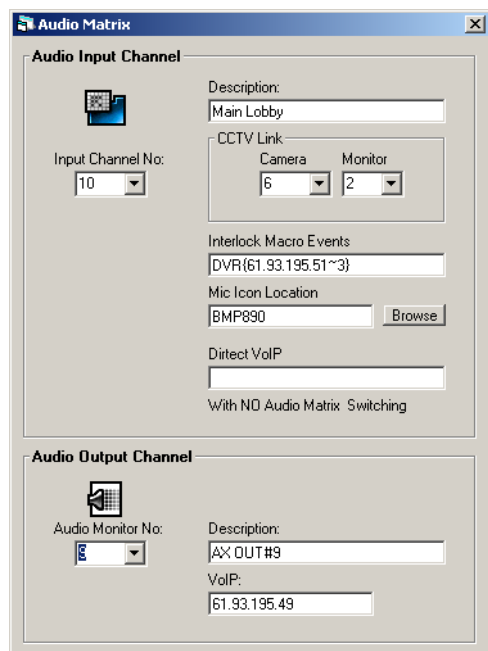 Audio Matrix
Audio Input Channel
Description:
Main Lobby
CCTV Link
Input Channel No:
Camera Monitor
10
6 2
Interlock Macro Events
DVR{61.93.195.51~3}
Mic Icon Location
BMP890 Browse
Dirtect VoIP
With NO Audio Matrix Switching
Audio Output Channel
Audio Monitor No:
Description:
AX OUT#9
VoIP:
61.93.195.49